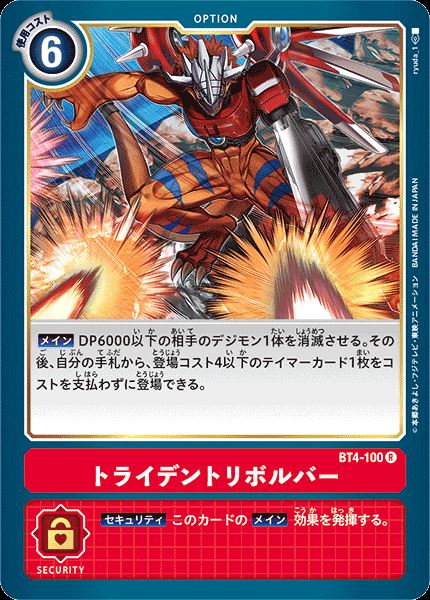 OPTION
使用コスト
6
ryuda_1
©本郷あきよし・フジテレビ・東映アニメーション BANDAI MADE IN JAPAN
メイン DP6000以下の相手のデジモン1体を消滅させる。その
後、自分の手札から、登場コスト4以下のテイマーカード1枚をコ
ストを支払わずに登場できる。
BT4-100 R
トライデントリボルバー
セキュリティ このカードの メイン 効果を発揮する。
SECURITY